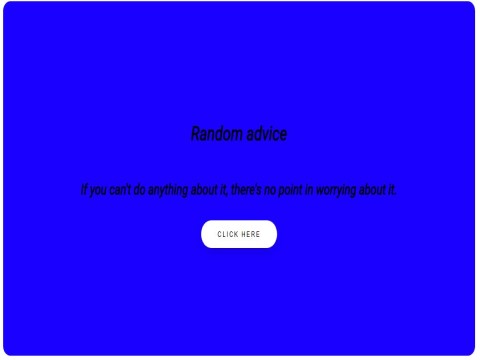 Random advice
If you can't do anything about it, there's no point in worrying about it.
CLICK HERE